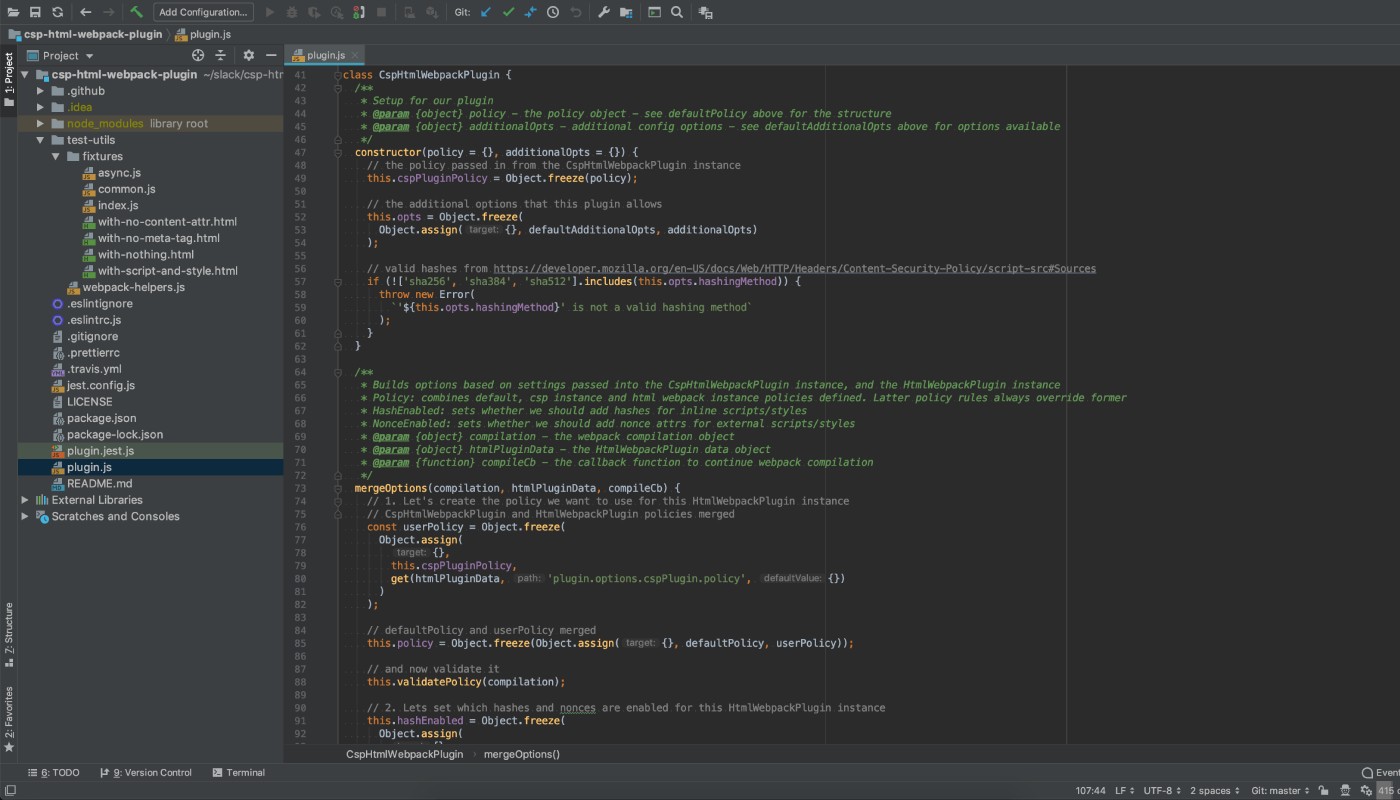 Add Configuration...
Git:
csp-html-webpack-plugin
plugin.js
1: Project
Project
csp-html-webpack-plugin ~/slack/csp-htr
.github
.idea
node_modules library root
test-utils
fixtures
async.js
common.js
index.js
with-no-content-attr.html
with-no-meta-tag.html
with-nothing.html
with-script-and-style.html
webpack-helpers.js
.eslintignore
.eslintrc.js
.gitignore
.prettierrc
.travis.yml
jest.config.js
LICENSE
package.json
package-lock.json
plugin.jest.js
plugin.js
README.md
External Libraries
Scratches and Consoles
Z: Structure
2: Favorites
plugin.js
41 class CspHtmlWebpackPlugin {
42 /**
43 * Setup for our plugin
44 * @param {object} policy - the policy object - see defaultPolicy above for the structure
45 * @param {object} additionalOpts - additional config options - see defaultAdditionalOpts above for options available
46 */
47 constructor(policy = {}, additionalOpts = {}) {
48 // the policy passed in from the CspHtmlWebpackPlugin instance
49 this.cspPluginPolicy = Object.freeze(policy);
50
51 // the additional options that this plugin allows
52 this.opts = Object.freeze(
53 Object.assign( target: {}, defaultAdditionalOpts, additionalOpts)
54 );
55
56 // valid hashes from https://developer.mozilla.org/en-US/docs/Web/HTTP/Headers/Content-Security-Policy/script-src#Sources
57 if (!['sha256', 'sha384', 'sha512'].includes(this.opts.hashingMethod)) {
58 throw new Error(
59 `'${this.opts.hashingMethod}' is not a valid hashing method`
60 );
61 }
62 }
63
64 /**
65 * Builds options based on settings passed into the CspHtmlWebpackPlugin instance, and the HtmlWebpackPlugin instance
66 * Policy: combines default, csp instance and html webpack instance policies defined. Latter policy rules always override former
67 * HashEnabled: sets whether we should add hashes for inline scripts/styles
68 * NonceEnabled: sets whether we should add nonce attrs for external scripts/styles
69 * @param {object} compilation - the webpack compilation object
70 * @param {object} htmlPluginData - the HtmlWebpackPlugin data object
71 * @param {function} compileCb - the callback function to continue webpack compilation
72 */
73 mergeOptions(compilation, htmlPluginData, compileCb) {
74 // 1. Let's create the policy we want to use for this HtmlWebpackPlugin instance
75 // CspHtmlWebpackPlugin and HtmlWebpackPlugin policies merged
76 const userPolicy = Object.freeze(
77 Object.assign(
78 target: {},
79 this.cspPluginPolicy,
80 get(htmlPluginData, path: 'plugin.options.cspPlugin.policy', defaultValue: {})
81 )
82 );
83
84 // defaultPolicy and userPolicy merged
85 this.policy = Object.freeze(Object.assign( target: {}, defaultPolicy, userPolicy));
86
87 // and now validate it
88 this.validatePolicy(compilation);
89
90 // 2. Lets set which hashes and nonces are enabled for this HtmlWebpackPlugin instance
91 this.hashEnabled = Object.freeze(
92 Object.assign(
CspHtmlWebpackPlugin
mergeOptions()
6: TODO
9: Version Control
Terminal
Event
107:44 LF UTF-8 2 spaces Git: master